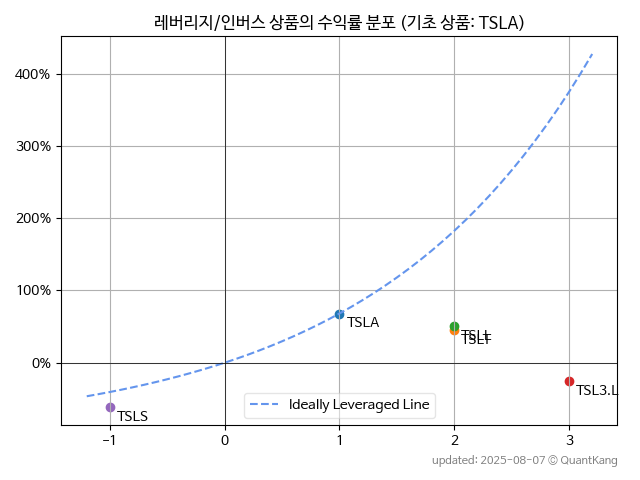 레버리지/인버스 상품의 수익률 분포 (기초 상품: TSLA)
400%
300%
200%
100%
0%
TSLA
TSLL
TSLT
TSL3.L
TSLS
Ideally Leveraged Line
−1
0
1
2
3
updated: 2025-08-07 © QuantKang